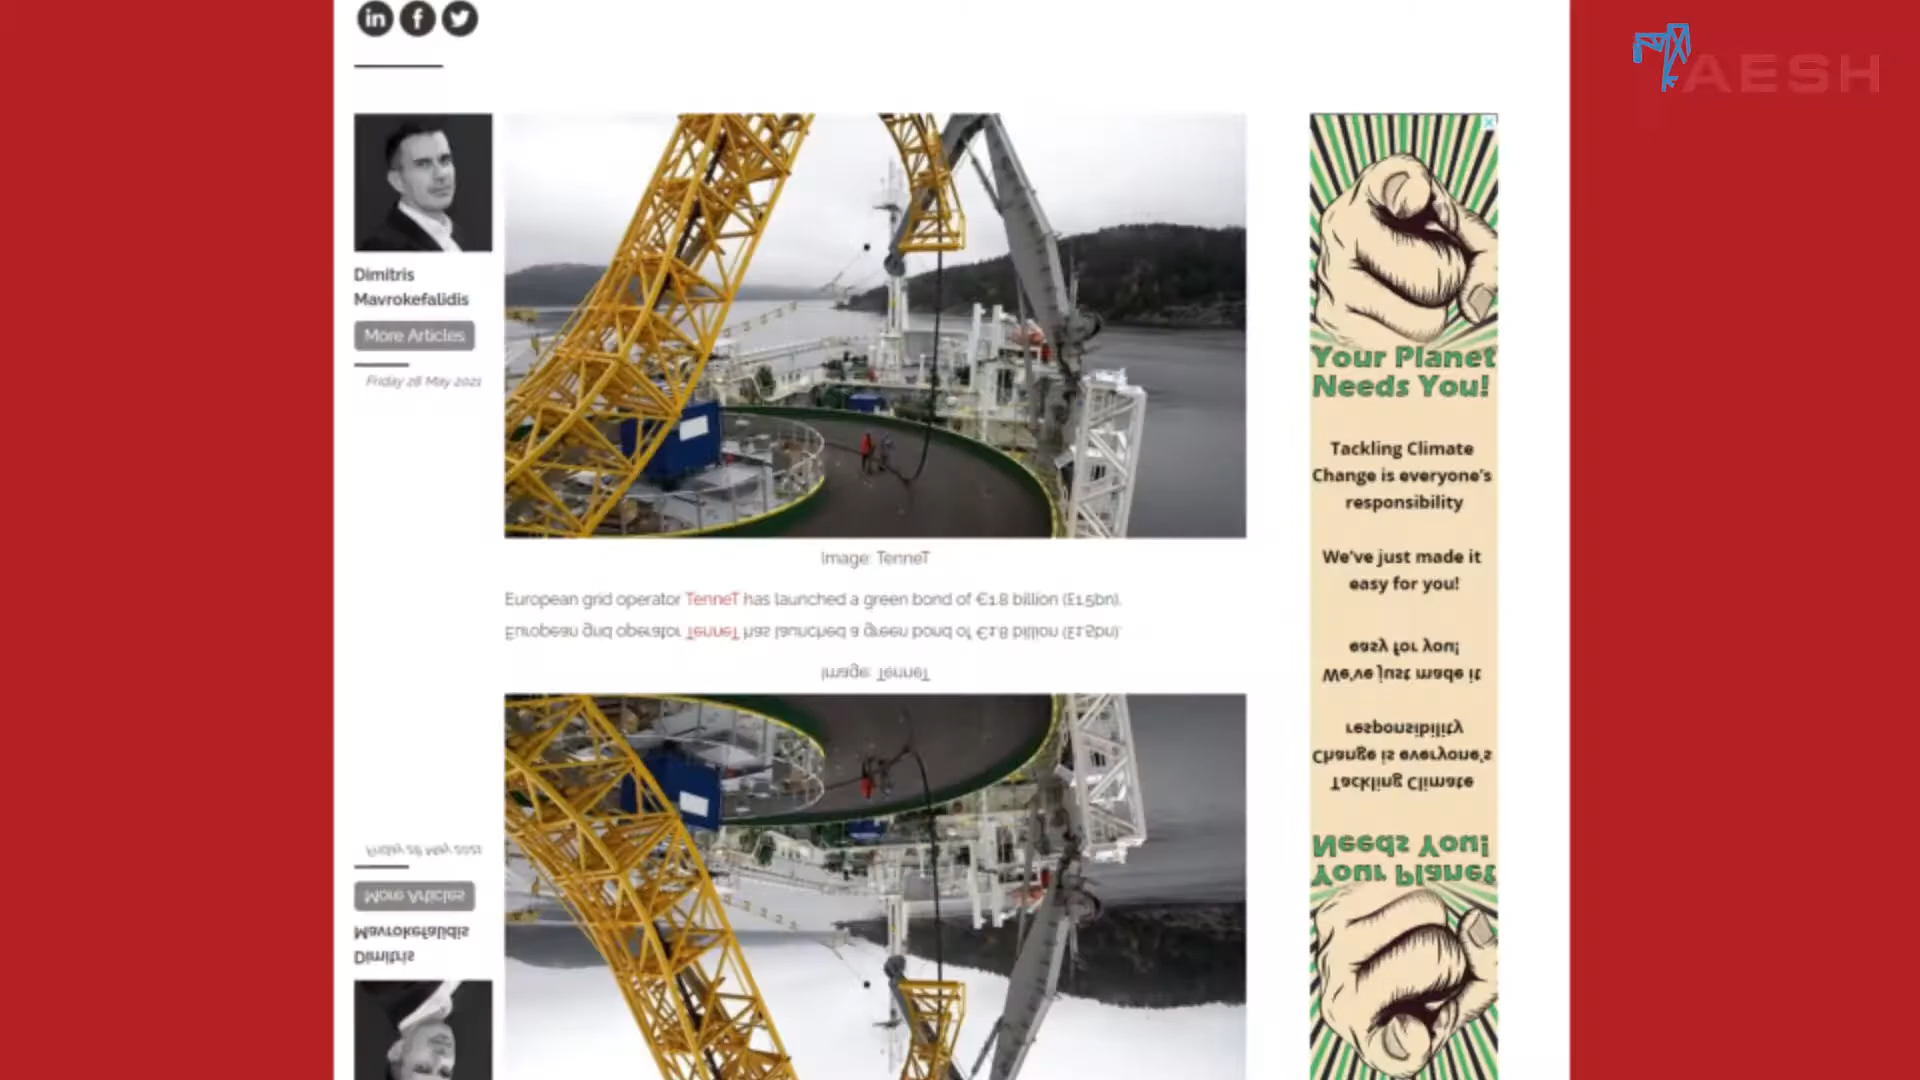 AESH
Dimitris
Mavrokefalidis
More Articles
Friday 28 May 2021
Image: TenneT
European grid operator TenneT has launched a green bond of €1.8 billion (£1.5bn).
European grid operator TenneT has launched a green bond of €1.8 billion (£1.5bn).
Image: TenneT
Friday 28 May 2021
More Articles
Mavrokefalidis
Dimitris
Your Planet
Needs You!
Tackling Climate
Change is everyone's
responsibility
We've just made it
easy for you!
easy for you!
We've just made it
responsibility
Change is everyone's
Tackling Climate
Needs You!
Your Planet